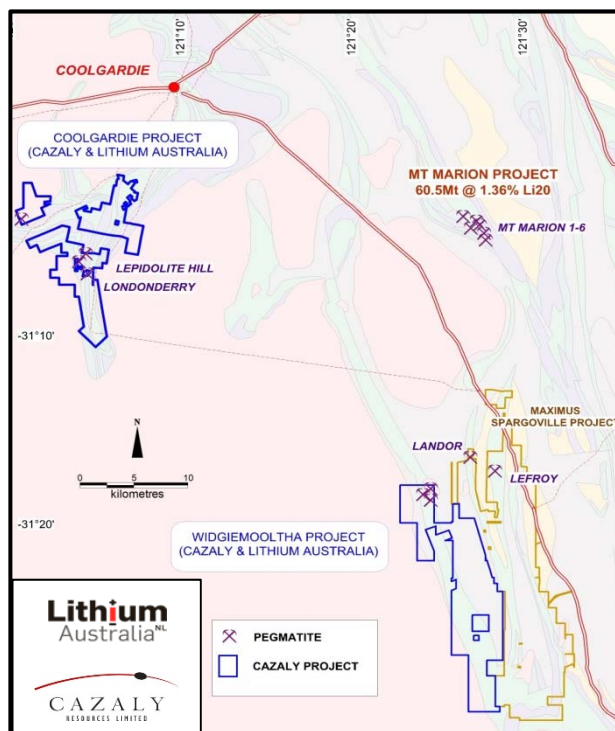 121°10'
121°20'
121°30'
COOLGARDIE
COOLGARDIE PROJECT
(CAZALY & LITHIUM AUSTRALIA)
MT MARION PROJECT
60.5Mt @ 1.36% Li20
MT MARION 1-6
LEPIDOLITE HILL
LONDONDERRY
-31°10'
MAXIMUS
SPARGOVILLE PROJECT
N
LANDOR
LEFROY
0 5 10
kilometres
-31°20'
WIDGIEMOOLTHA PROJECT
(CAZALY & LITHIUM AUSTRALIA)
Lithium
Australia NL
CAZALY
RESOURCES LIMITED
PEGMATITE
CAZALY PROJECT